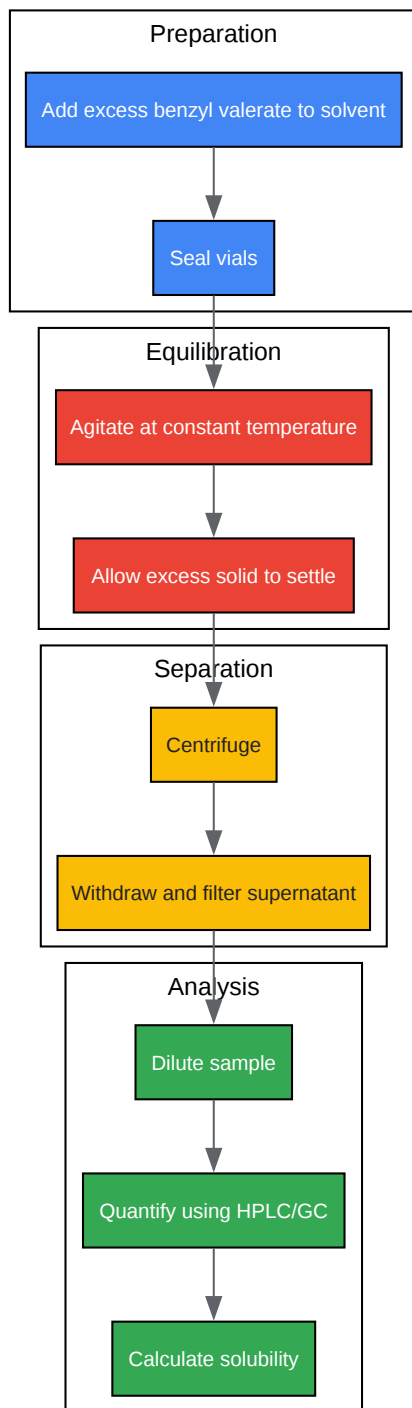 Preparation
Add excess benzyl valerate to solvent
Seal vials
Equilibration
Agitate at constant temperature
Allow excess solid to settle
Separation
Centrifuge
Withdraw and filter supernatant
Analysis
Dilute sample
Quantify using HPLC/GC
Calculate solubility